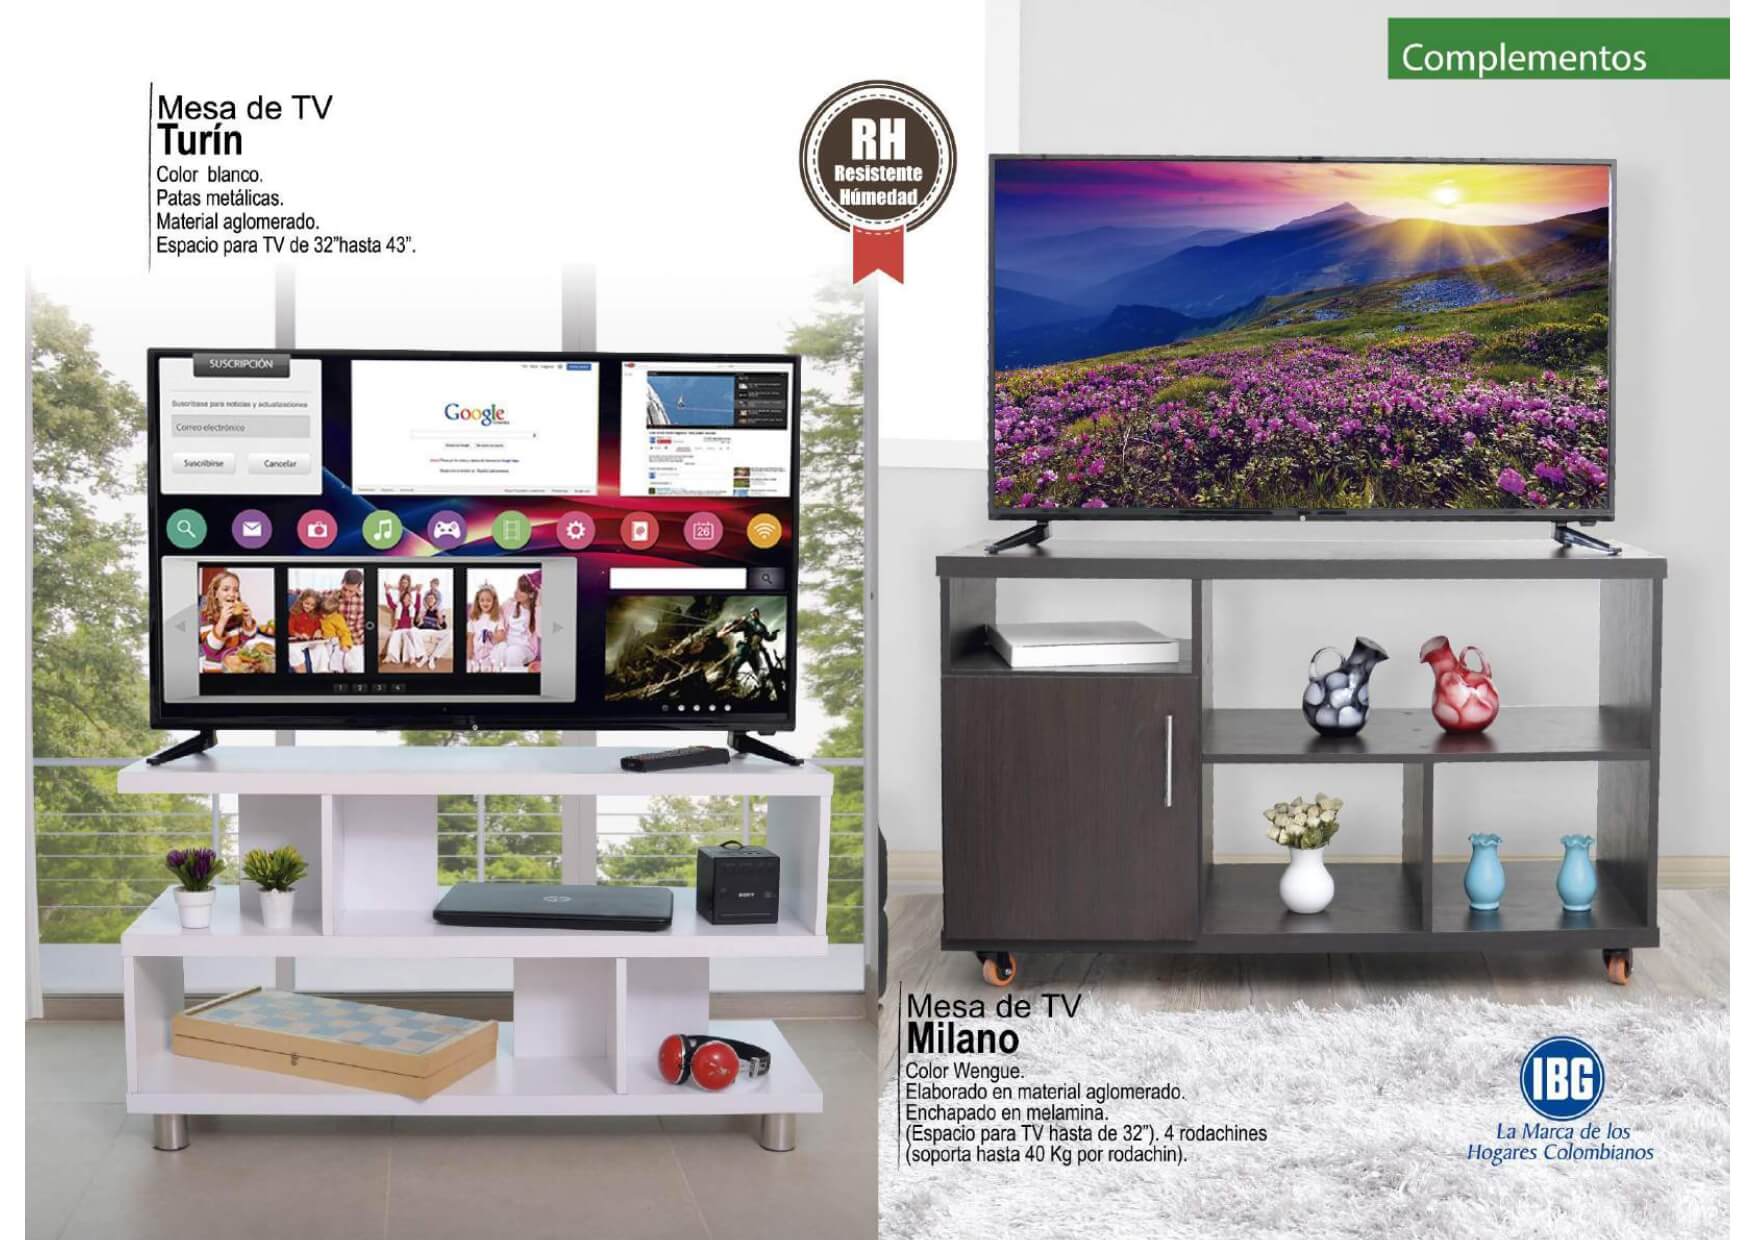 Complementos
Mesa de TV
Turín
Color blanco.
Patas metálicas.
Material aglomerado.
Espacio para TV de 32”hasta 43”.
RH
Resistente
Húmedad
SUSCRIPCIÓN
Suscribase para noticias y actualizaciones
Correo electrónico
Suscribirse Cancelar
Google
26
1 2 3 4
SONY
hp
Mesa de TV
Milano
Color Wengue.
Elaborado en material aglomerado.
Enchapado en melamina.
(Espacio para TV hasta de 32”). 4 rodachines
(soporta hasta 40 Kg por rodachin).
IBG
La Marca de los
Hogares Colombianos